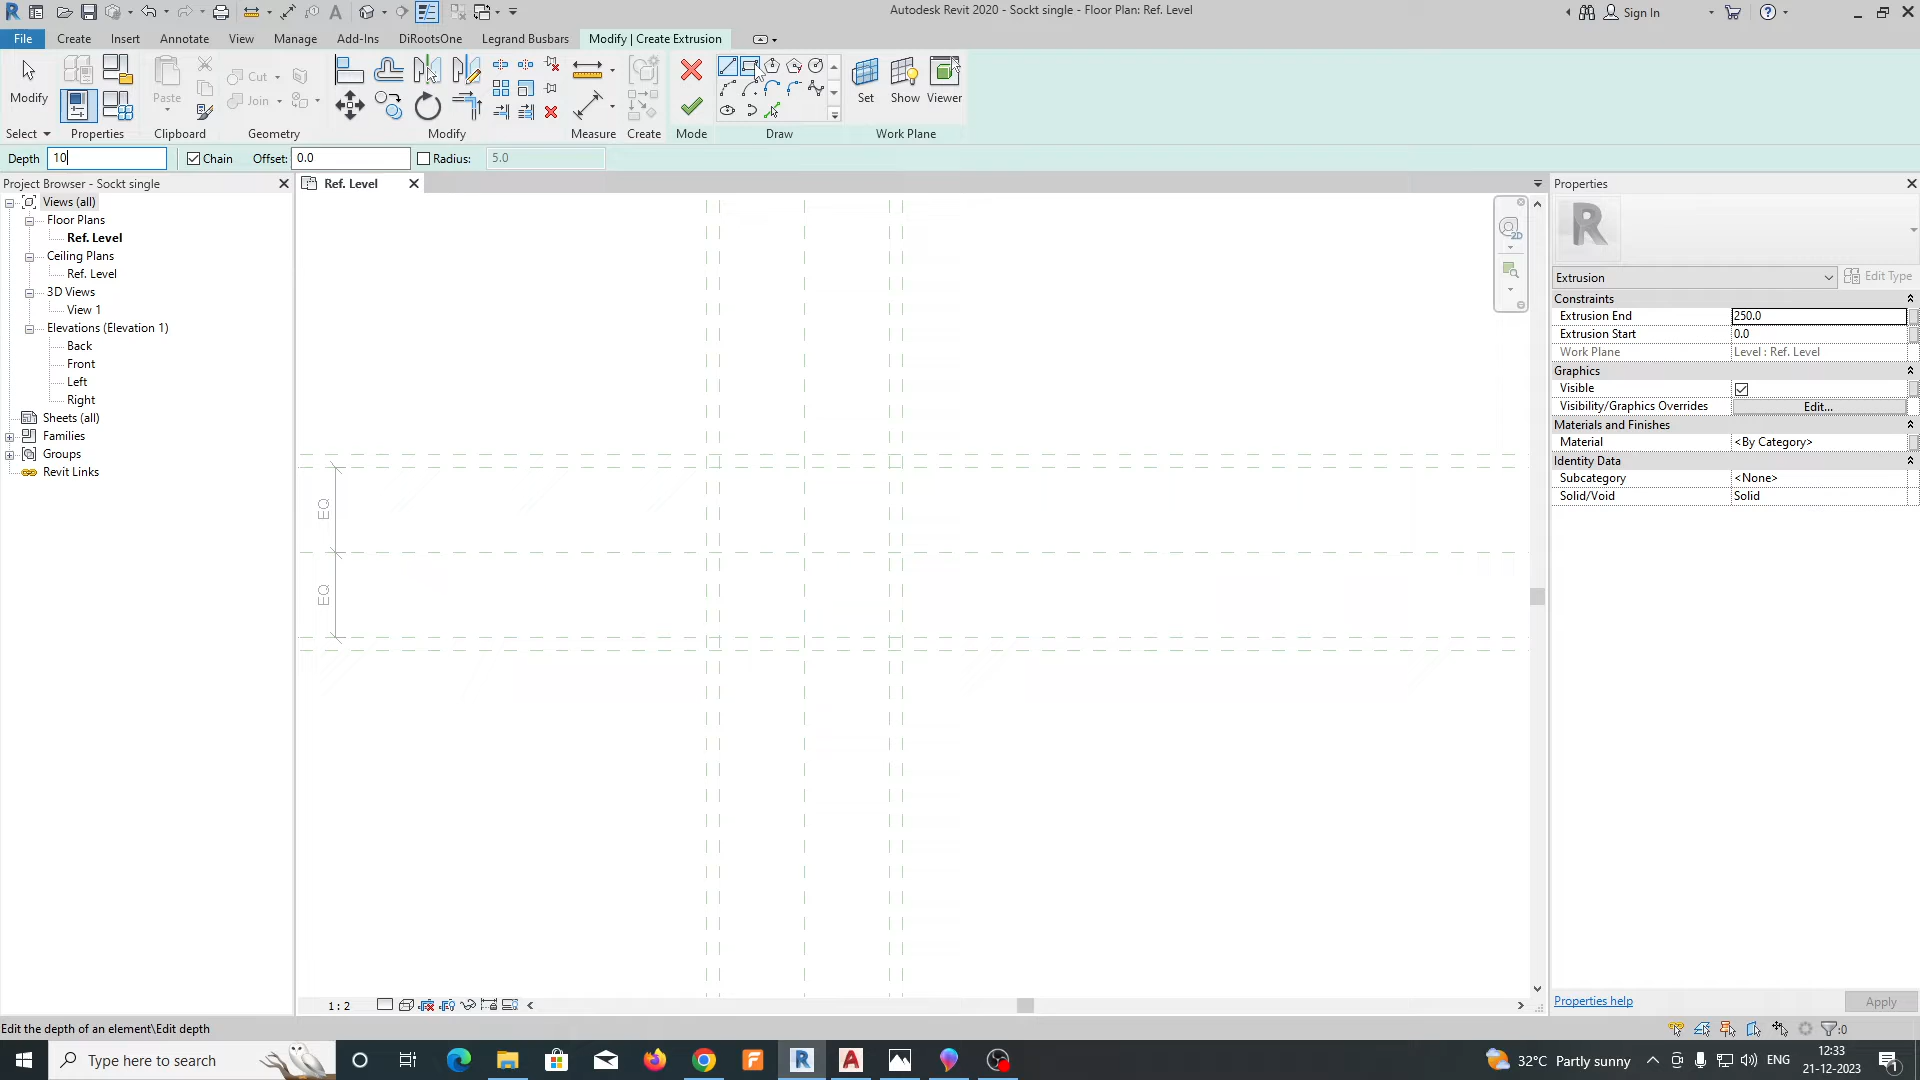 Autodesk Revit 2020 - Sockt single - Floor Plan: Ref. Level
Sign In
File
Create
Insert
Annotate
View
Manage
Add-Ins
DiRootsOne
Legrand Busbars
Modify | Create Extrusion
Modify
Paste
Cut
Join
Set
Show
Viewer
Select
Properties
Clipboard
Geometry
Modify
Measure
Create
Mode
Draw
Work Plane
Depth
10
Chain
Offset:
0.0
Radius:
5.0
Project Browser - Sockt single
Views (all)
Floor Plans
Ref. Level
Ceiling Plans
Ref. Level
3D Views
View 1
Elevations (Elevation 1)
Back
Front
Left
Right
Sheets (all)
Families
Groups
Revit Links
Ref. Level
EQ
EQ
2D
1 : 2
Properties
R
Extrusion
Edit Type
Constraints
Extrusion End
250.0
Extrusion Start
0.0
Work Plane
Level : Ref. Level
Graphics
Visible
Visibility/Graphics Overrides
Edit...
Materials and Finishes
Material
<By Category>
Identity Data
Subcategory
<None>
Solid/Void
Solid
Properties help
Apply
Edit the depth of an element\Edit depth
:0
Type here to search
32°C Partly sunny
ENG
12:33
21-12-2023
1